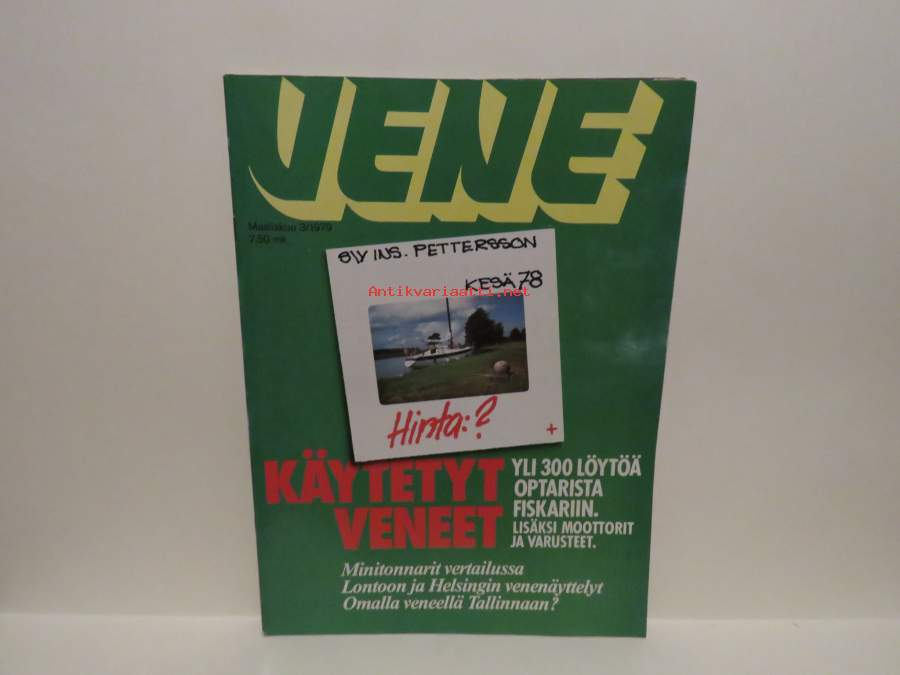 VENE
Maaliskuu 3/1979
7,50 mk
S/Y INS. PETTERSSON
KESÄ 78
Antikvariaatti.net
Hinta:?
KÄYTETYT
VENEET
YLI 300 LÖYTÖÄ
OPTARISTA
FISKARIIN.
LISÄKSI MOOTTORIT
JA VARUSTEET.
Minitonnarit vertailussa
Lontoon ja Helsingin venenäyttelyt
Omalla veneellä Tallinnaan?